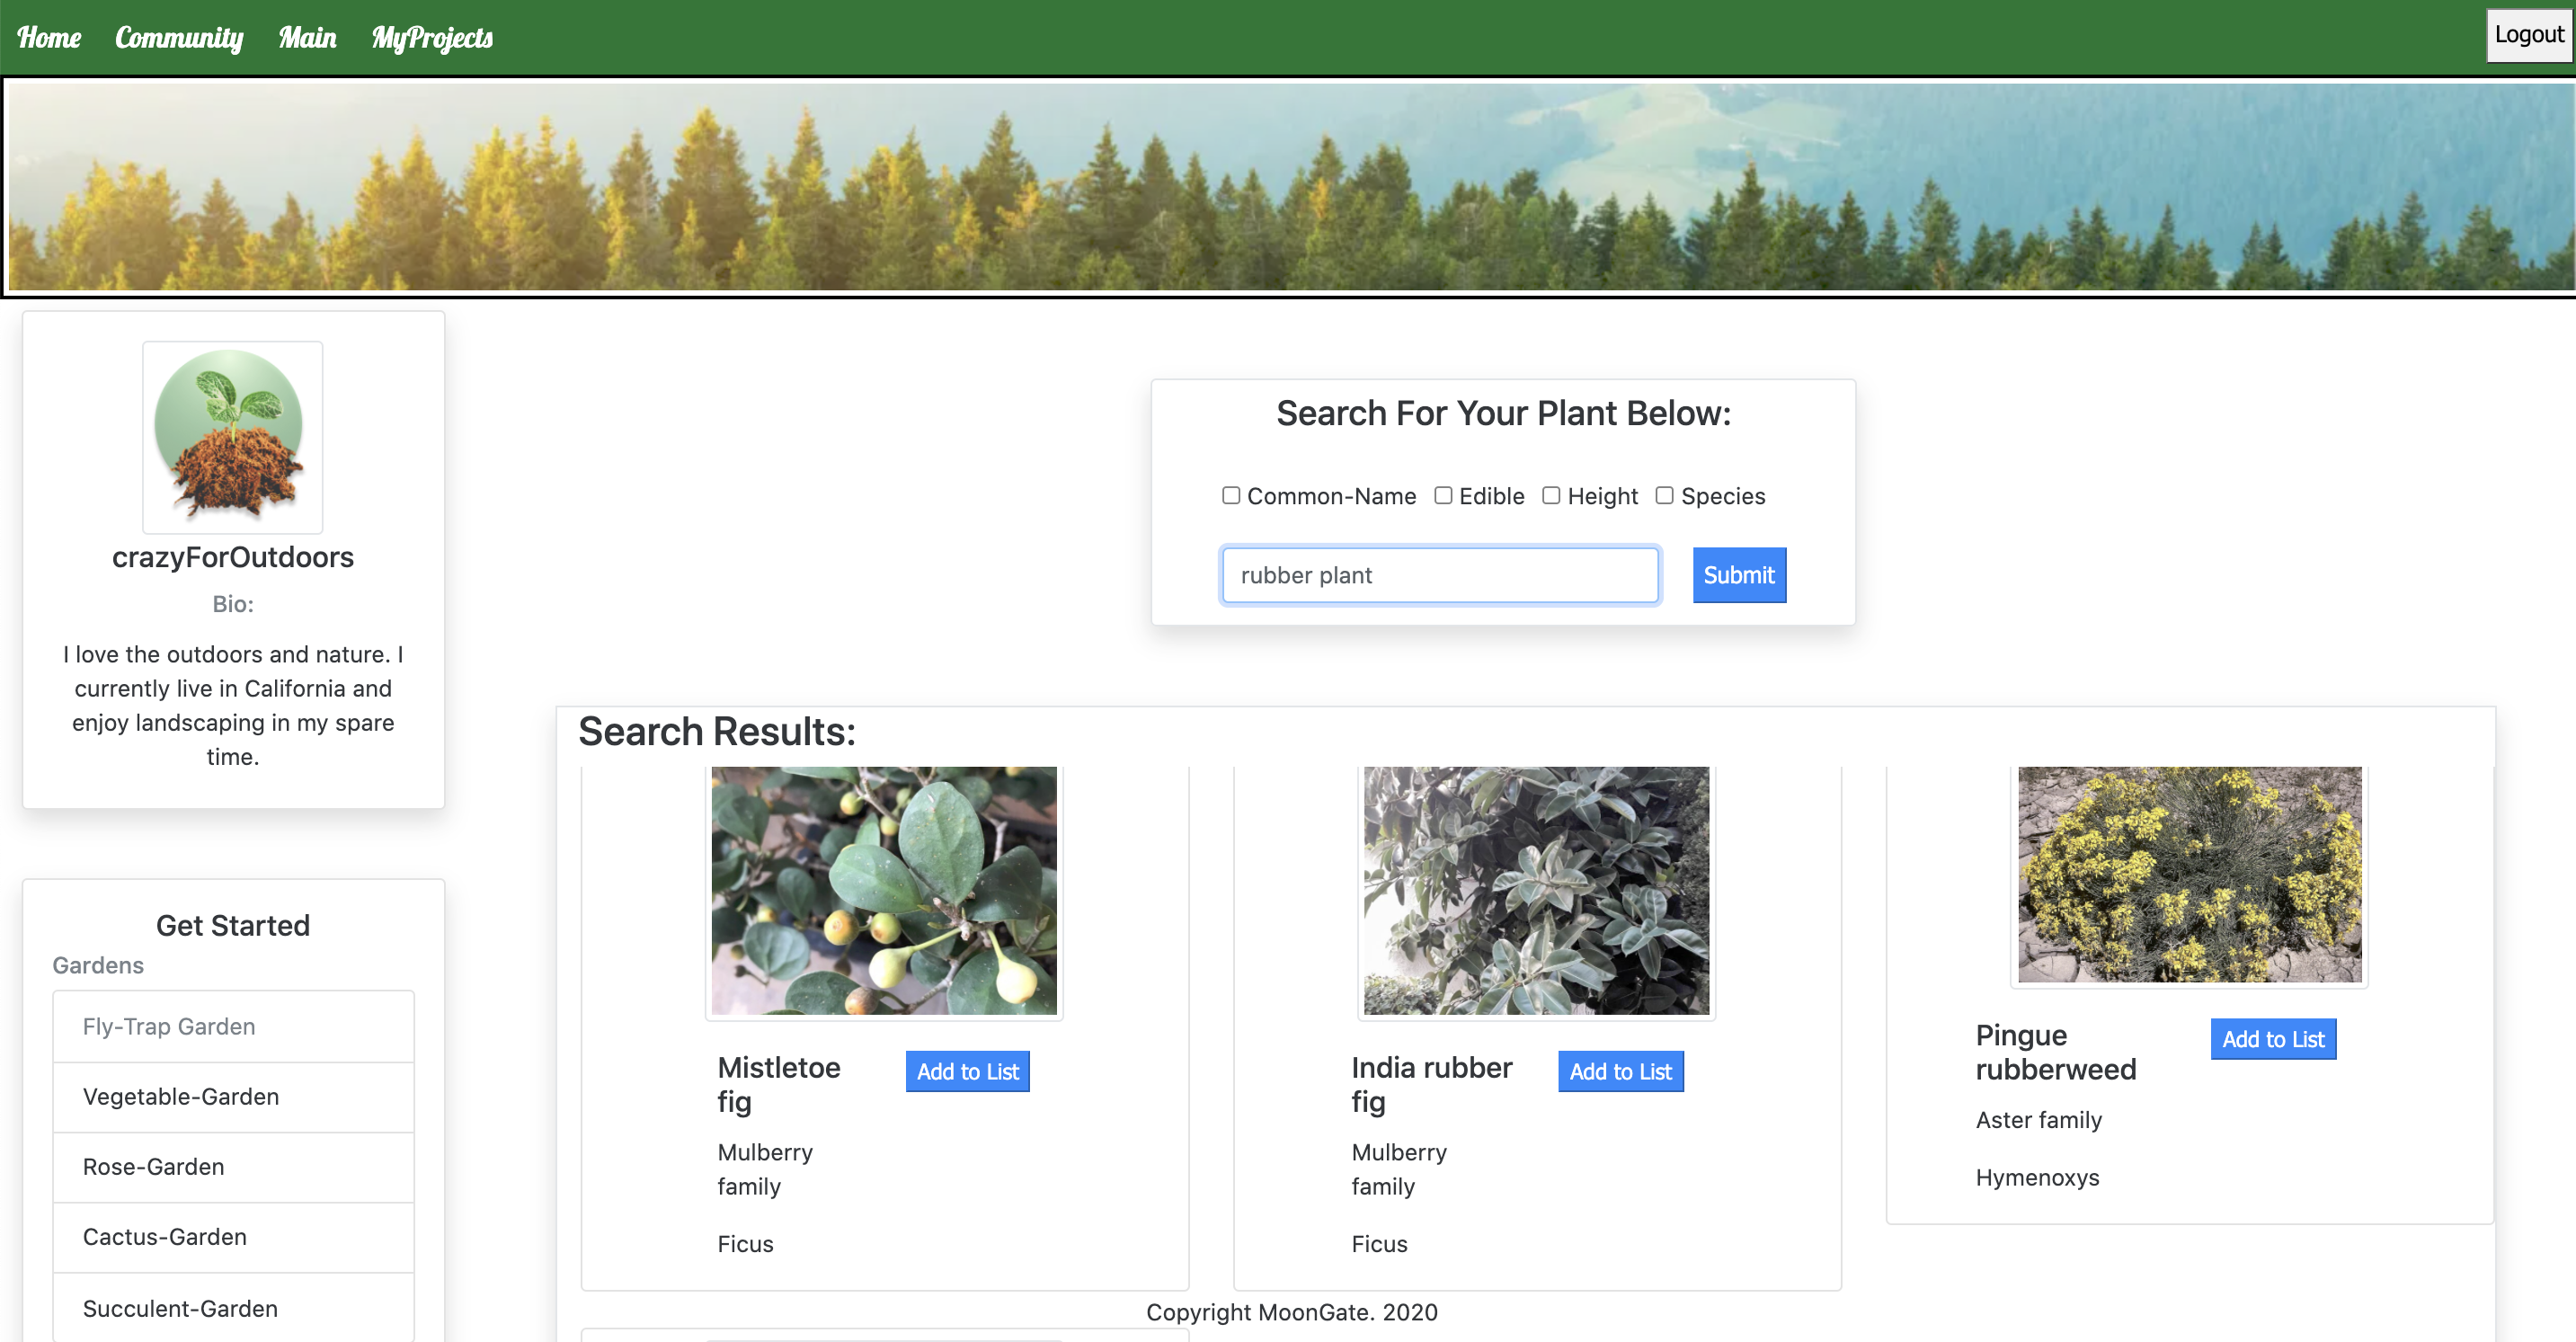 Home Community Main MyProjects Logout
crazyForOutdoors
Bio:
I love the outdoors and nature. I
currently live in California and
enjoy landscaping in my spare
time.
Get Started
Gardens
Fly-Trap Garden
Vegetable-Garden
Rose-Garden
Cactus-Garden
Succulent-Garden
Search For Your Plant Below:
Common-Name Edible Height Species
rubber plant Submit
Search Results:
Mistletoe
fig
Add to List
Mulberry
family
Ficus
India rubber
fig
Add to List
Mulberry
family
Ficus
Pingue
rubberweed
Add to List
Aster family
Hymenoxys
Copyright MoonGate. 2020